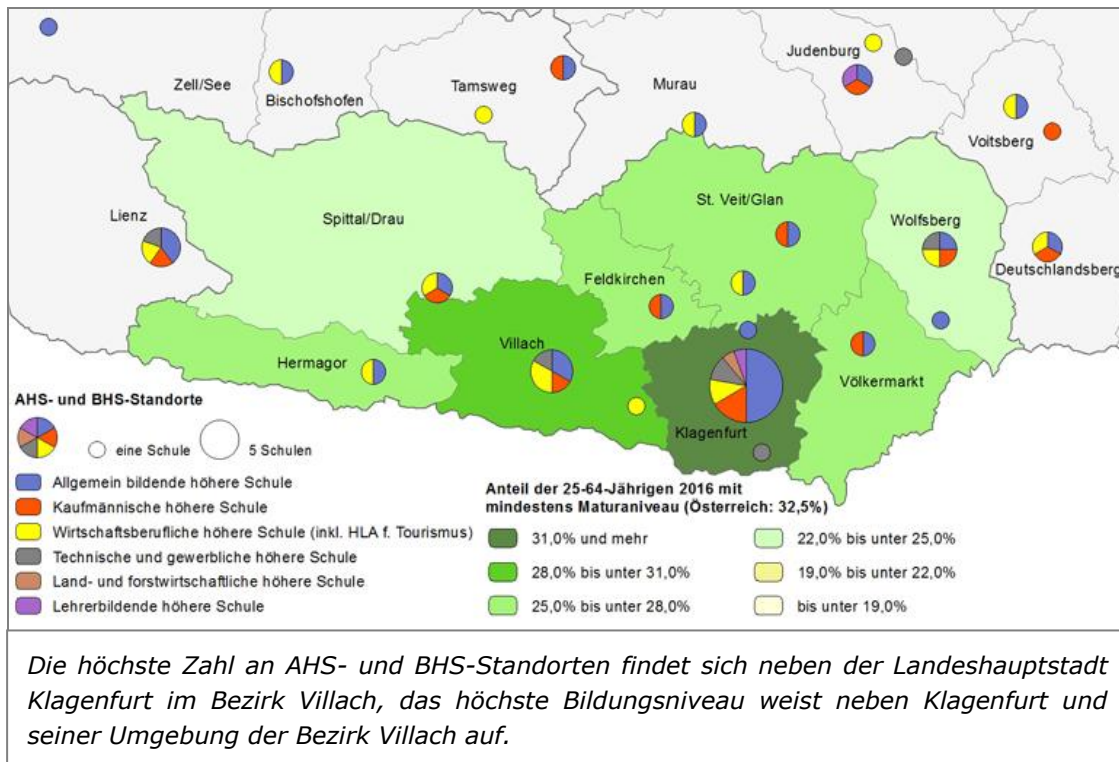 Judenburg
Zell/See
Bischofshofen
Tamsweg
Murau
Voitsberg
Lienz
Spittal/Drau
St. Veit/Glan
Wolfsberg
Deutschlandsberg
Feldkirchen
Hermagor
Villach
Völkermarkt
Klagenfurt
AHS- und BHS-Standorte
eine Schule
5 Schulen
Allgemein bildende höhere Schule
Kaufmännische höhere Schule
Wirtschaftsberufliche höhere Schule (inkl. HLA f. Tourismus)
Technische und gewerbliche höhere Schule
Land- und forstwirtschaftliche höhere Schule
Lehrerbildende höhere Schule
Anteil der 25-64-Jährigen 2016 mit
mindestens Maturaniveau (Österreich: 32,5%)
31,0% und mehr
28,0% bis unter 31,0%
25,0% bis unter 28,0%
22,0% bis unter 25,0%
19,0% bis unter 22,0%
bis unter 19,0%
Die höchste Zahl an AHS- und BHS-Standorten findet sich neben der Landeshauptstadt
Klagenfurt im Bezirk Villach, das höchste Bildungsniveau weist neben Klagenfurt und
seiner Umgebung der Bezirk Villach auf.